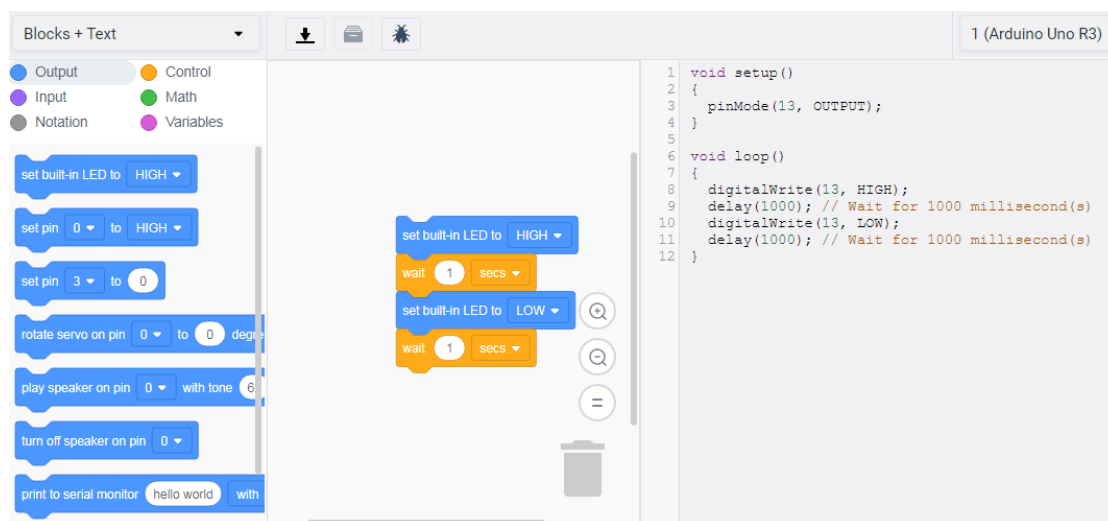 Blocks + Text
1 (Arduino Uno R3)
Output
Control
Input
Math
Notation
Variables
set built-in LED to HIGH
set pin 0 to HIGH
set pin 3 to 0
rotate servo on pin 0 to 0
play speaker on pin 0 with tone 6
turn off speaker on pin 0
print to serial monitor hello world with
set built-in LED to HIGH
wait 1 secs
set built-in LED to LOW
wait 1 secs
=
1 void setup()
2 {
3 pinMode(13, OUTPUT);
4 }
5
6 void loop()
7 {
8 digitalWrite(13, HIGH);
9 delay(1000); // Wait for 1000 millisecond(s)
10 digitalWrite(13, LOW);
11 delay(1000); // Wait for 1000 millisecond(s)
12 }